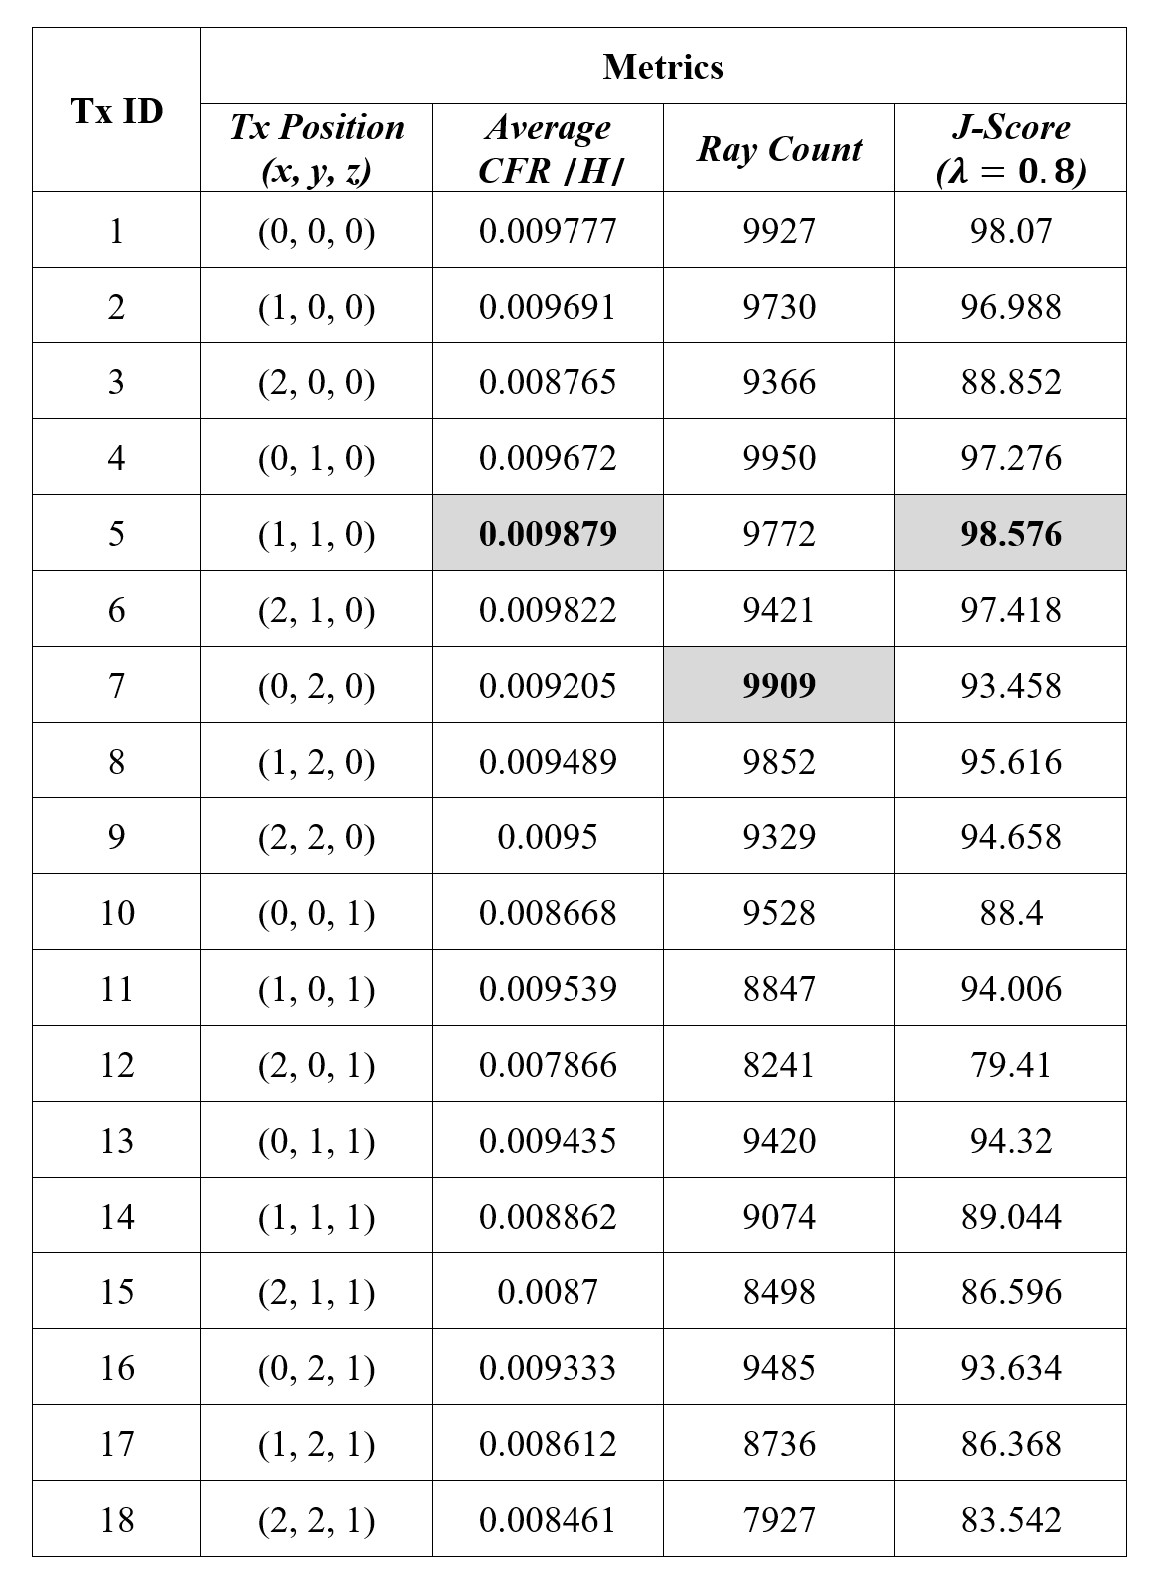 Tx ID
Metrics
Tx Position (x, y, z)
Average CFR |H|
Ray Count
J-Score (λ = 0.8)
1 (0, 0, 0) 0.009777 9927 98.07
2 (1, 0, 0) 0.009691 9730 96.988
3 (2, 0, 0) 0.008765 9366 88.852
4 (0, 1, 0) 0.009672 9950 97.276
5 (1, 1, 0) 0.009879 9772 98.576
6 (2, 1, 0) 0.009822 9421 97.418
7 (0, 2, 0) 0.009205 9909 93.458
8 (1, 2, 0) 0.009489 9852 95.616
9 (2, 2, 0) 0.0095 9329 94.658
10 (0, 0, 1) 0.008668 9528 88.4
11 (1, 0, 1) 0.009539 8847 94.006
12 (2, 0, 1) 0.007866 8241 79.41
13 (0, 1, 1) 0.009435 9420 94.32
14 (1, 1, 1) 0.008862 9074 89.044
15 (2, 1, 1) 0.0087 8498 86.596
16 (0, 2, 1) 0.009333 9485 93.634
17 (1, 2, 1) 0.008612 8736 86.368
18 (2, 2, 1) 0.008461 7927 83.542